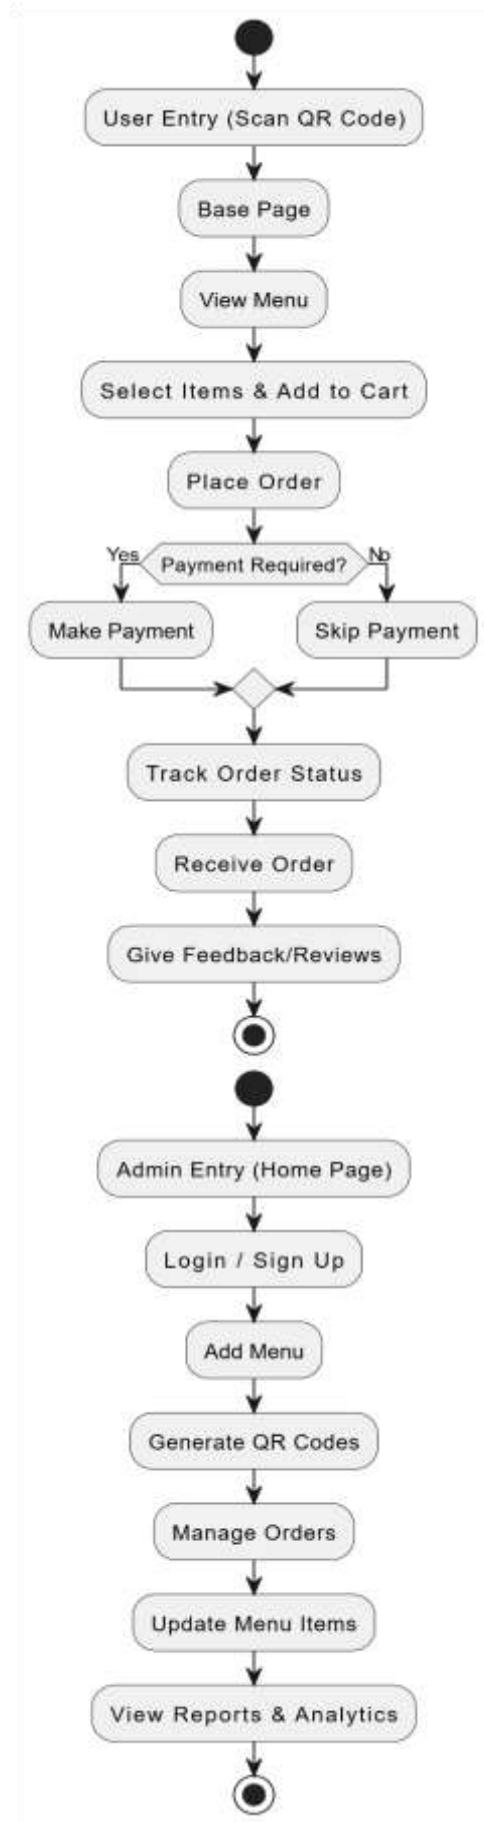 User Entry (Scan QR Code)
Base Page
View Menu
Select Items & Add to Cart
Place Order
Yes
Payment Required?
No
Make Payment
Skip Payment
Track Order Status
Receive Order
Give Feedback/Reviews
Admin Entry (Home Page)
Login / Sign Up
Add Menu
Generate QR Codes
Manage Orders
Update Menu Items
View Reports & Analytics